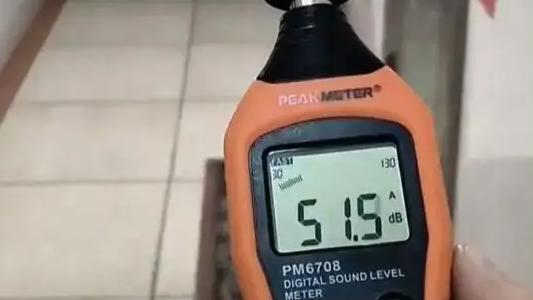 PEAKMETER®
FAST
30 130
51.5 A
dB
PM6708
DIGITAL SOUND LEVEL
METER